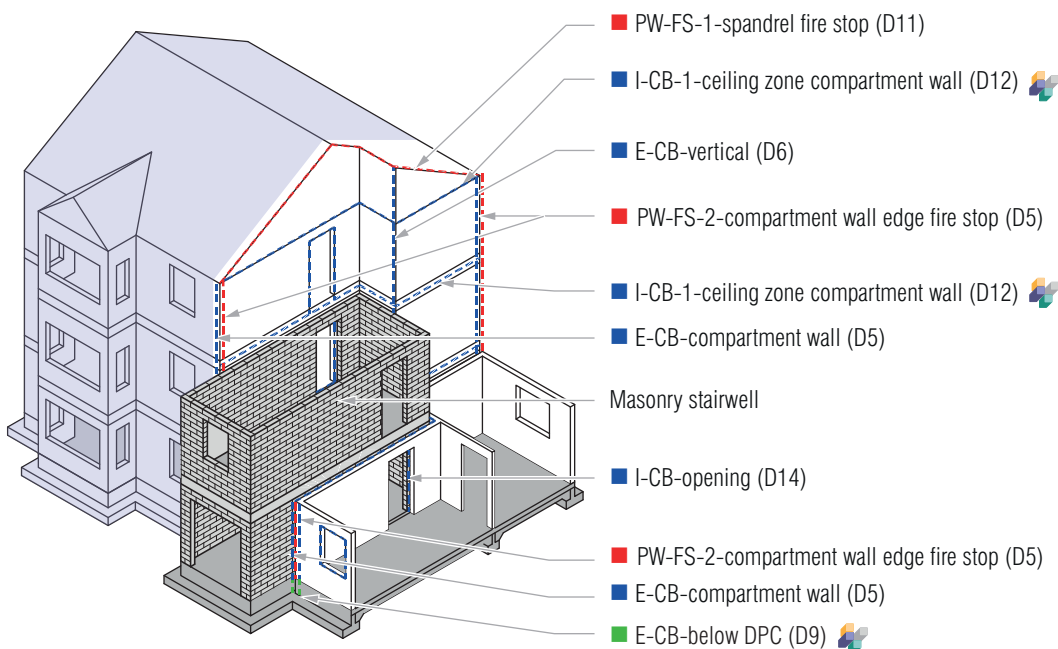 PW-FS-1-spandrel fire stop (D11)
I-CB-1-ceiling zone compartment wall (D12)
E-CB-vertical (D6)
PW-FS-2-compartment wall edge fire stop (D5)
I-CB-1-ceiling zone compartment wall (D12)
E-CB-compartment wall (D5)
Masonry stairwell
I-CB-opening (D14)
PW-FS-2-compartment wall edge fire stop (D5)
E-CB-compartment wall (D5)
E-CB-below DPC (D9)